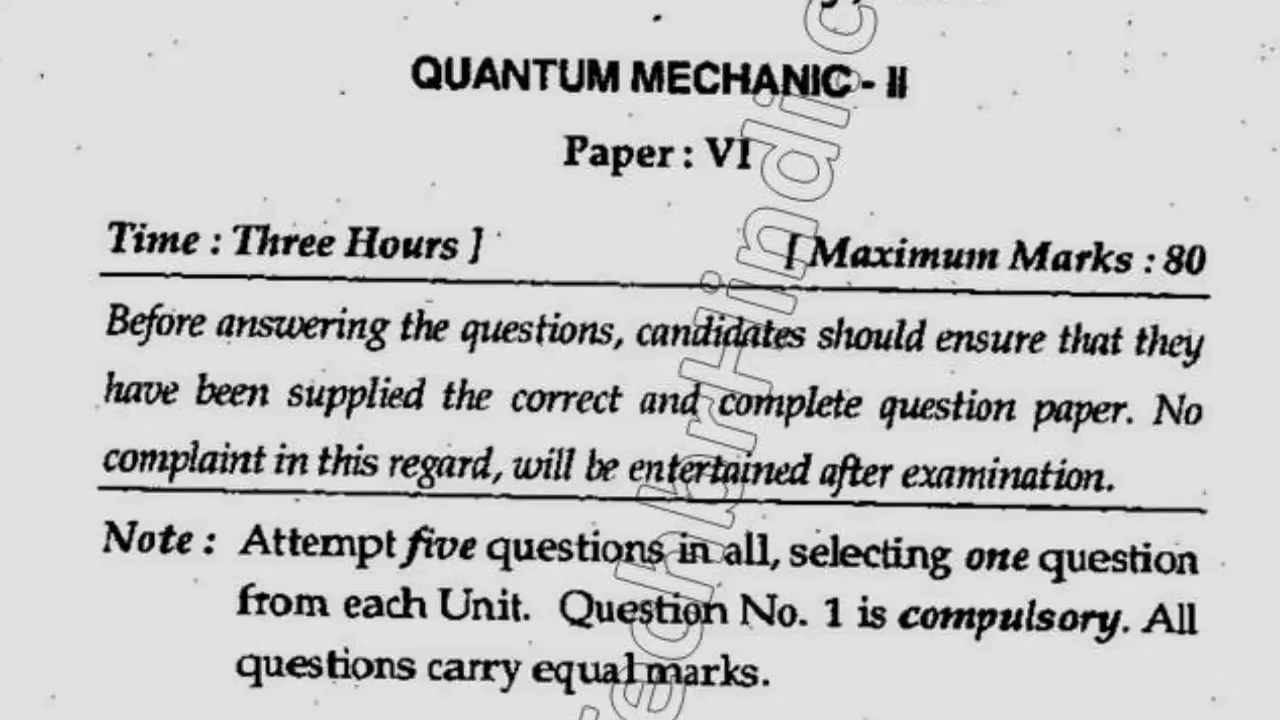 QUANTUM MECHANIC - II
Paper : VI
Time : Three Hours ] [ Maximum Marks : 80
Before answering the questions, candidates should ensure that they
have been supplied the correct and complete question paper. No
complaint in this regard, will be entertained after examination.
Note : Attempt five questions in all, selecting one question
from each Unit. Question No. 1 is compulsory. All
questions carry equal marks.